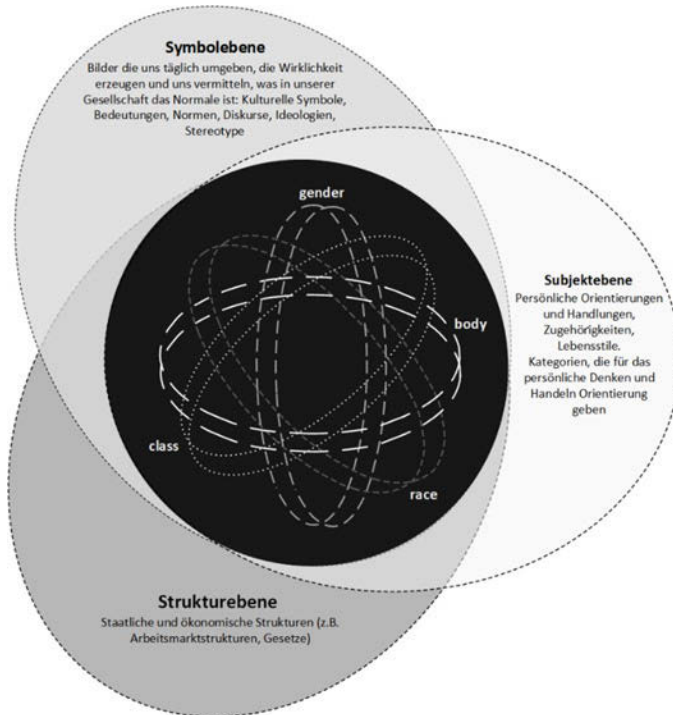 Symbolebene
Bilder die uns täglich umgeben, die Wirklichkeit
erzeugen und uns vermitteln, was in unserer
Gesellschaft das Normale ist: Kulturelle Symbole,
Bedeutungen, Normen, Diskurse, Ideologien,
Stereotype
gender
Subjektebene
Persönliche Orientierungen
und Handlungen,
Zugehörigkeiten,
Lebensstile.
Kategorien, die für das
persönliche Denken und
Handeln Orientierung
geben
body
class
race
Strukturebene
Staatliche und ökonomische Strukturen (z.B.
Arbeitsmarktstrukturen, Gesetze)